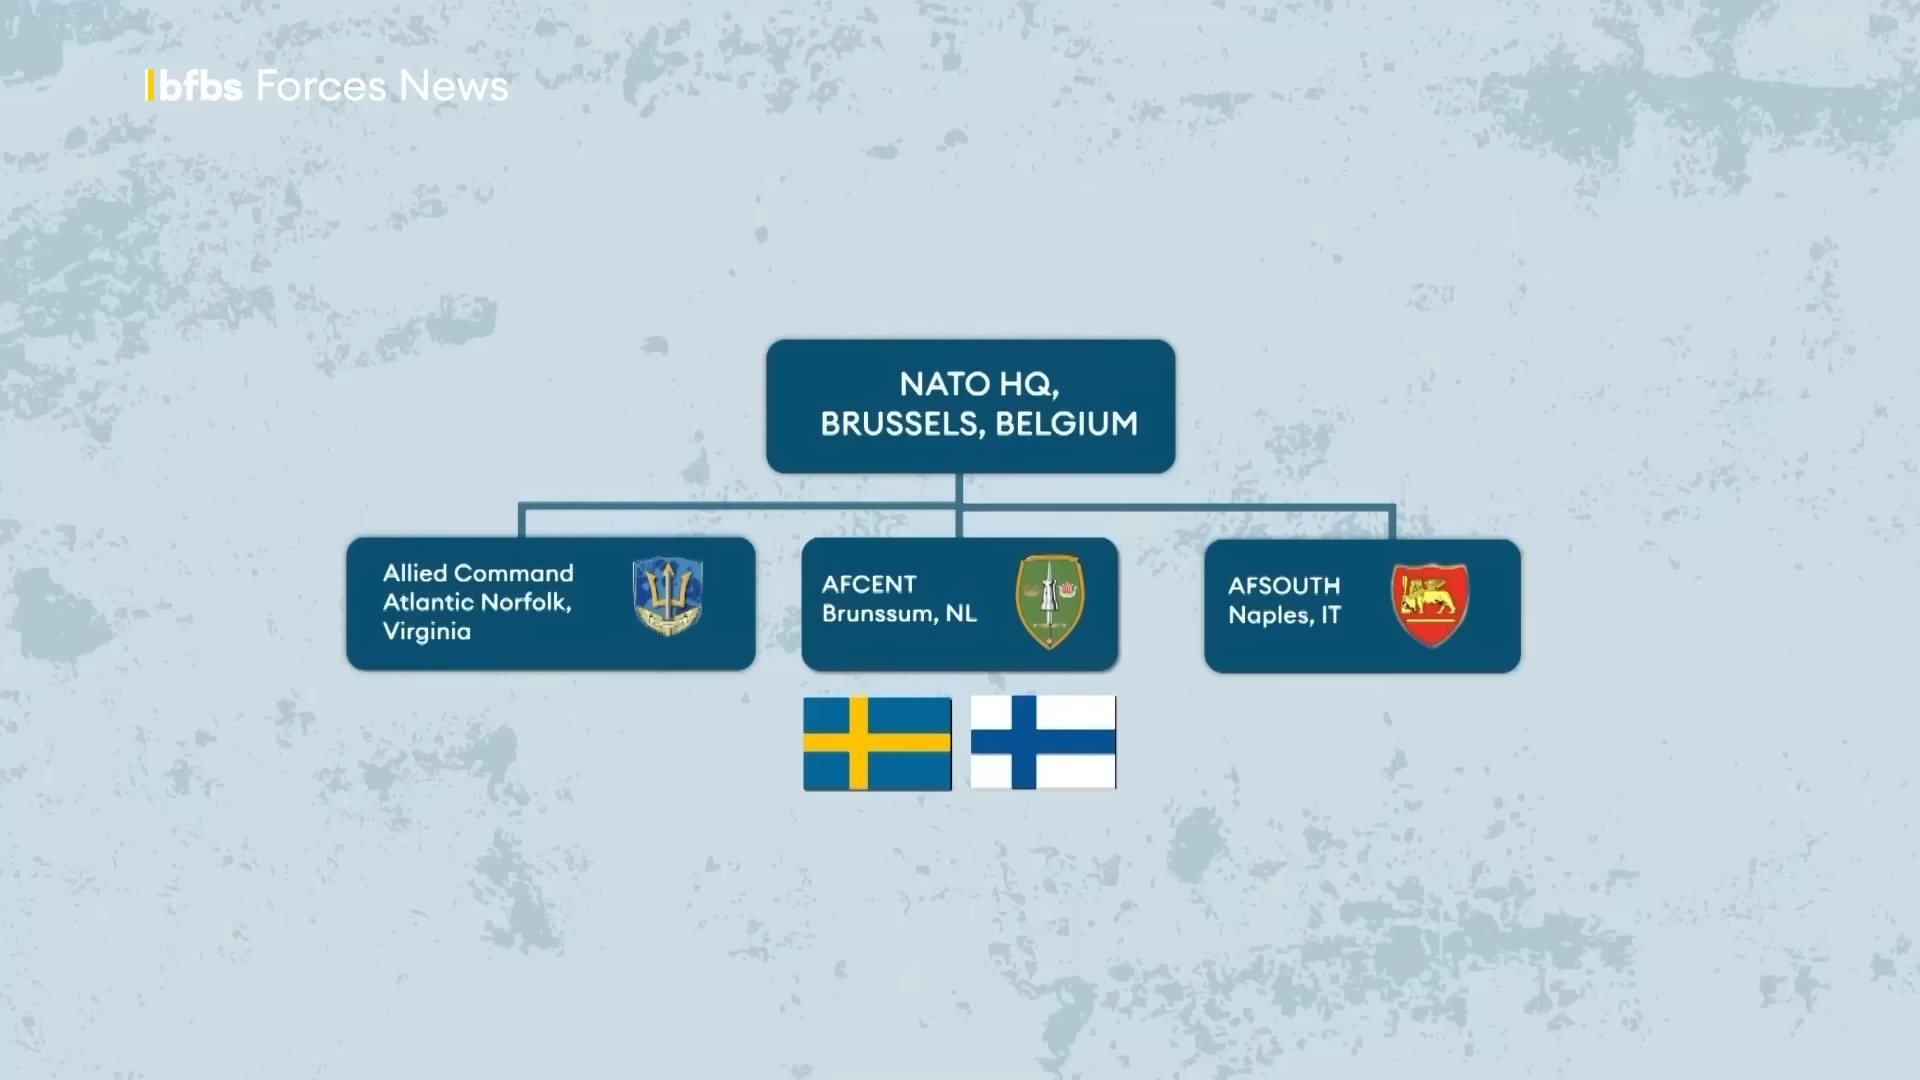 bfbs Forces News
NATO HQ,
BRUSSELS, BELGIUM
Allied Command
Atlantic Norfolk,
Virginia
AFCENT
Brunssum, NL
AFSOUTH
Naples, IT